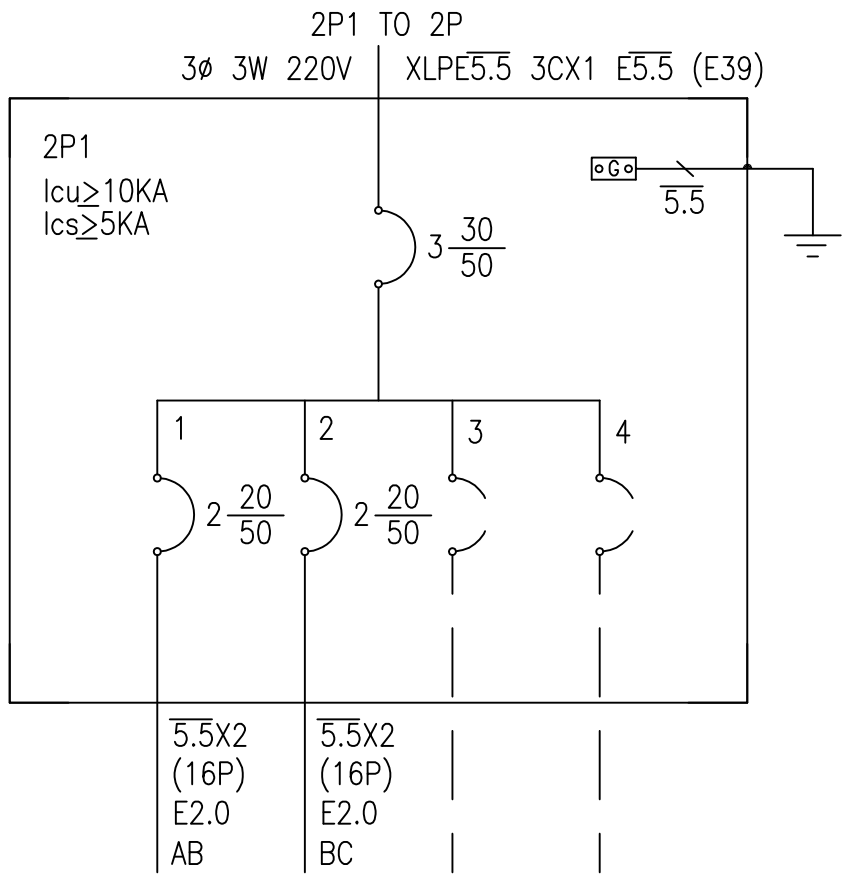 2P1 TO 2P
3ø 3W 220V XLPE5.5 3CX1 E5.5 (E39)
2P1
Icu≥10KA
Ics≥5KA
G
5.5
3 30/50
1 2 3 4
2 20/50 2 20/50
5.5X2 5.5X2
(16P) (16P)
E2.0 E2.0
AB BC